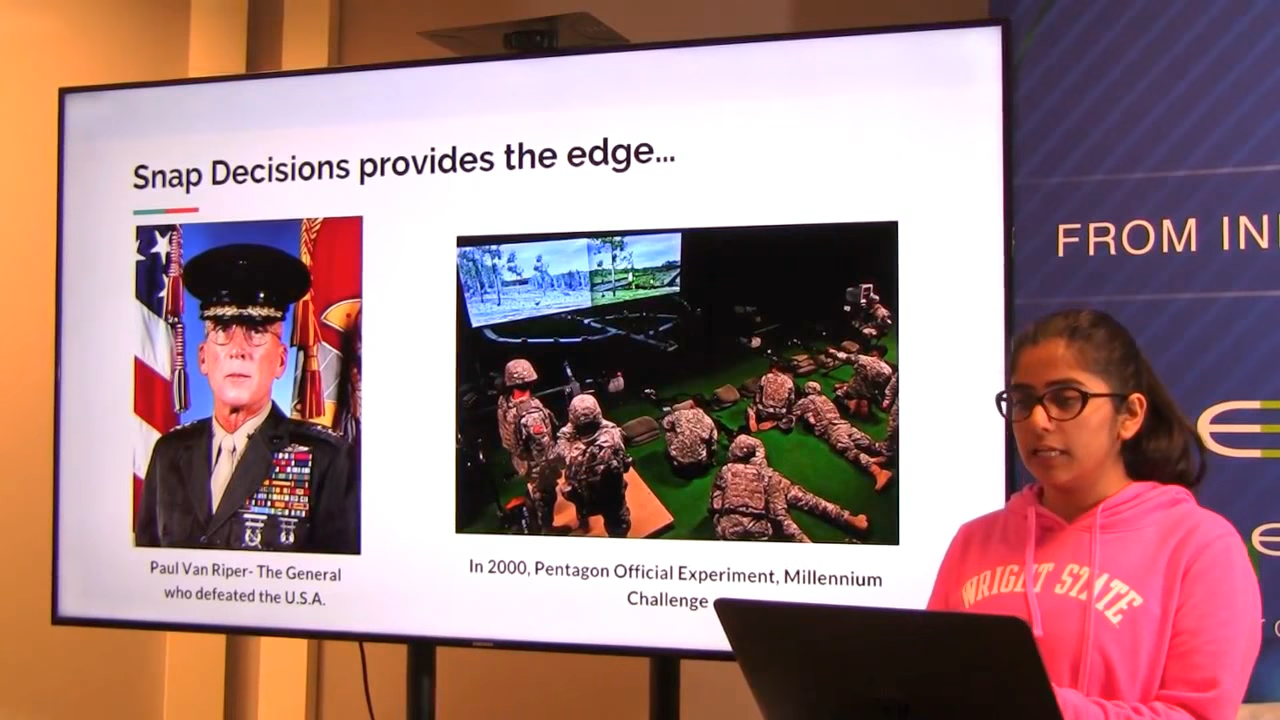 Snap Decisions provides the edge...
Paul Van Riper- The General
who defeated the U.S.A.
In 2000, Pentagon Official Experiment, Millennium
Challenge
FROM IN
WRIGHT STATE